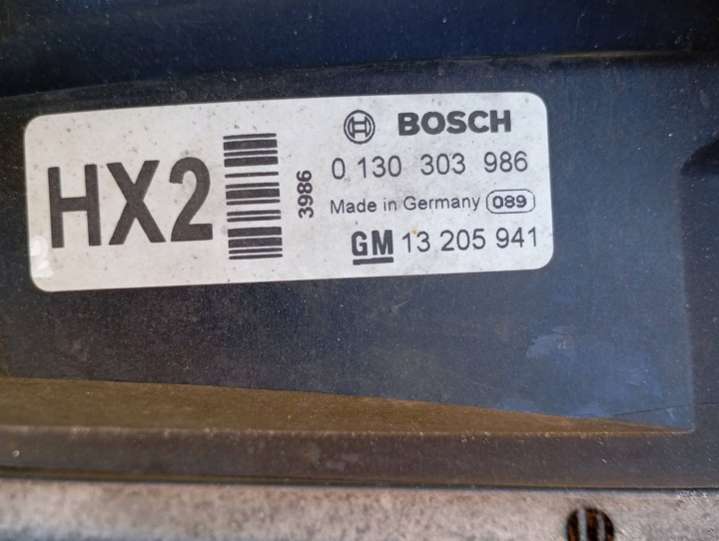 HX2
3986
BOSCH
0 130 303 986
Made in Germany 089
GM 13 205 941